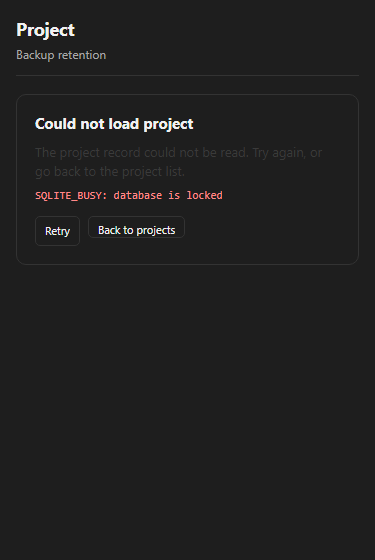 Project
Backup retention
Could not load project
The project record could not be read. Try again, or
go back to the project list.
SQLITE_BUSY: database is locked
Retry
Back to projects